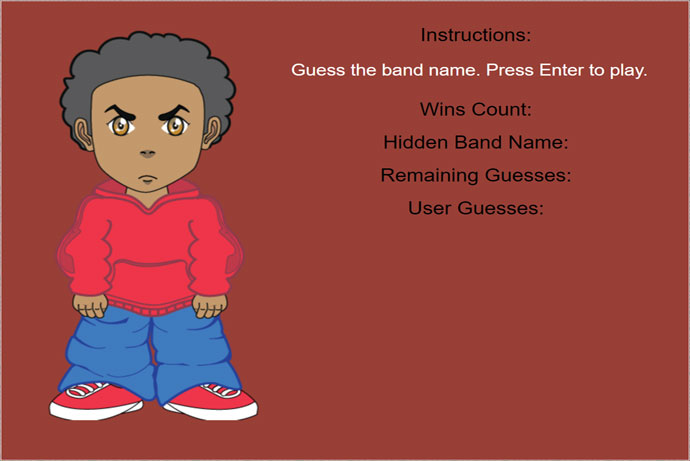 Instructions:
Guess the band name. Press Enter to play.
Wins Count:
Hidden Band Name:
Remaining Guesses:
User Guesses: